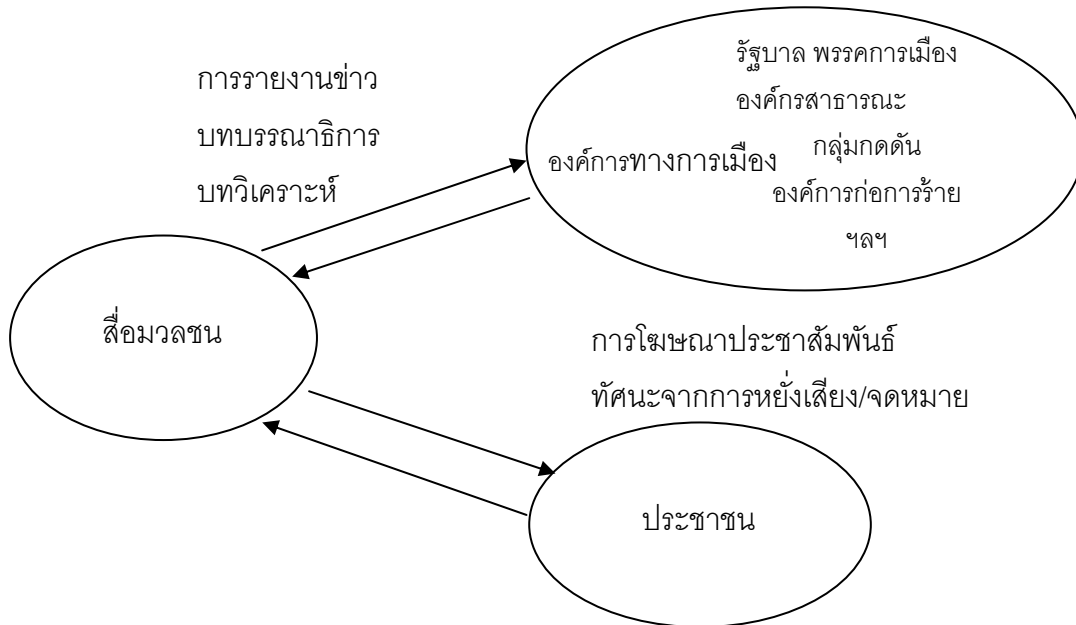 การรายงานข่าว
บทบรรณาธิการ
บทวิเคราะห์
รัฐบาล พรรคการเมือง
องค์กรสาธารณะ
กลุ่มกดดัน
องค์การทางการเมือง
องค์การก่อการร้าย
ฯลฯ
สื่อมวลชน
การโฆษณาประชาสัมพันธ์
ทัศนะจากการหยั่งเสียง/จดหมาย
ประชาชน